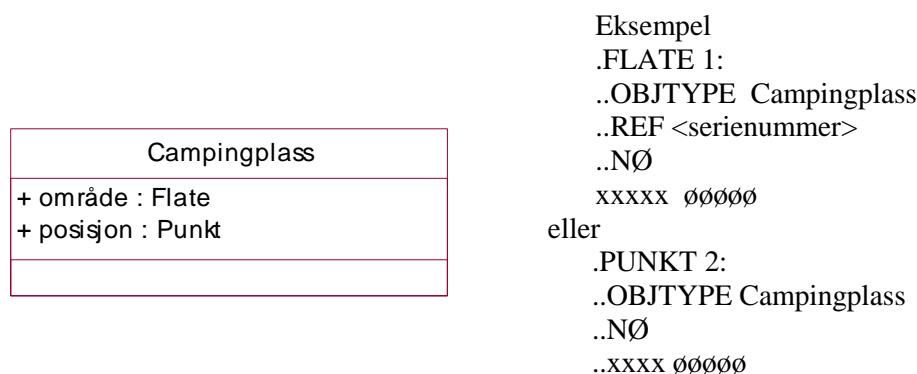 Campingplass
+ område : Flate
+ posisjon : Punkt
Eksempel
.FLATE 1:
..OBJTYPE Campingplass
..REF <serienummer>
..NØ
xxxxx øøøøø
eller
.PUNKT 2:
..OBJTYPE Campingplass
..NØ
..xxxx øøøøø